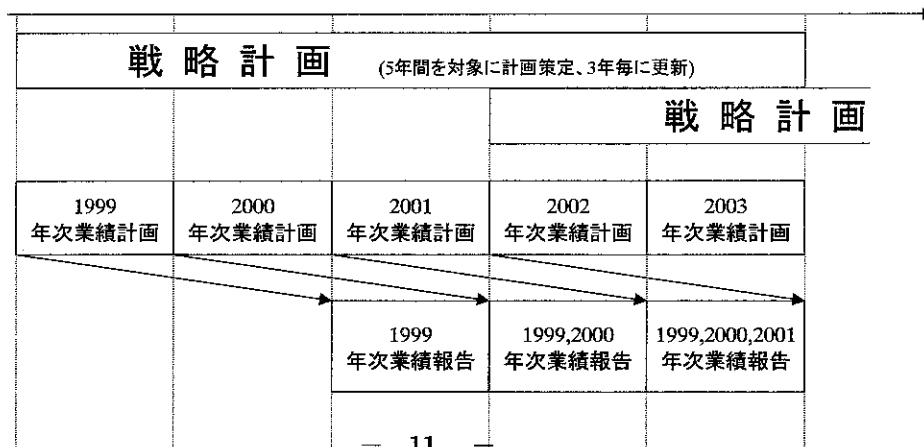 戦略計画 (5年間を対象に計画策定、3年毎に更新)
戦略計画
1999
年次業績計画
2000
年次業績計画
2001
年次業績計画
2002
年次業績計画
2003
年次業績計画
1999
年次業績報告
1999,2000
年次業績報告
1999,2000,2001
年次業績報告
－ 11 －